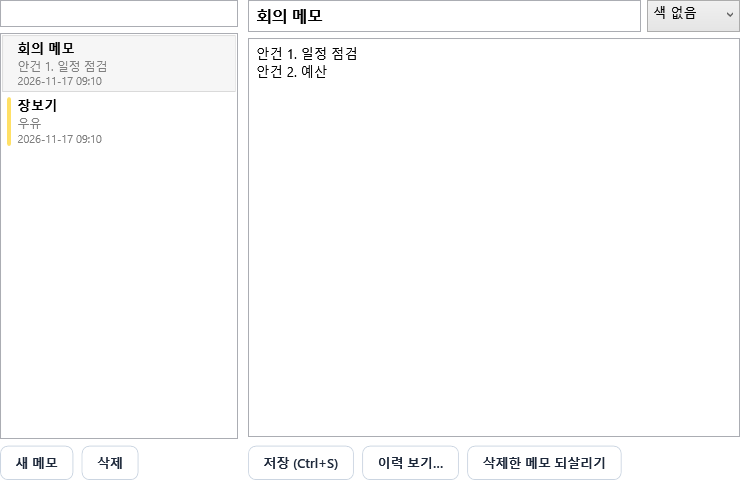 회의 메모
안건 1. 일정 점검
2026-11-17 09:10
장보기
우유
2026-11-17 09:10
새 메모
삭제
회의 메모
색 없음
안건 1. 일정 점검
안건 2. 예산
저장 (Ctrl+S)
이력 보기...
삭제한 메모 되살리기